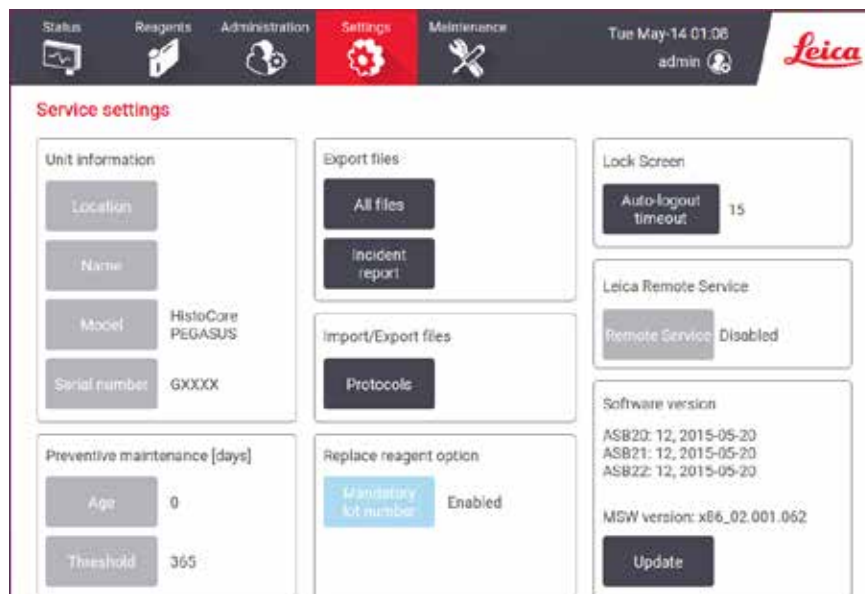 Status
Reagents
Administration
Settings
Maintenance
Tue May-14 01:06
admin
Leica
Service settings
Unit information
Location
Name
Model
HistoCore
PEGASUS
Serial number
GXXXX
Preventive maintenance [days]
Age
0
Threshold
365
Export files
All files
Incident
report
Import/Export files
Protocols
Replace reagent option
Mandatory
lot number
Enabled
Lock Screen
Auto-logout
timeout
15
Leica Remote Service
Remote Service
Disabled
Software version
ASB20: 12, 2015-05-20
ASB21: 12, 2015-05-20
ASB22: 12, 2015-05-20
MSW version: x86_02.001.062
Update